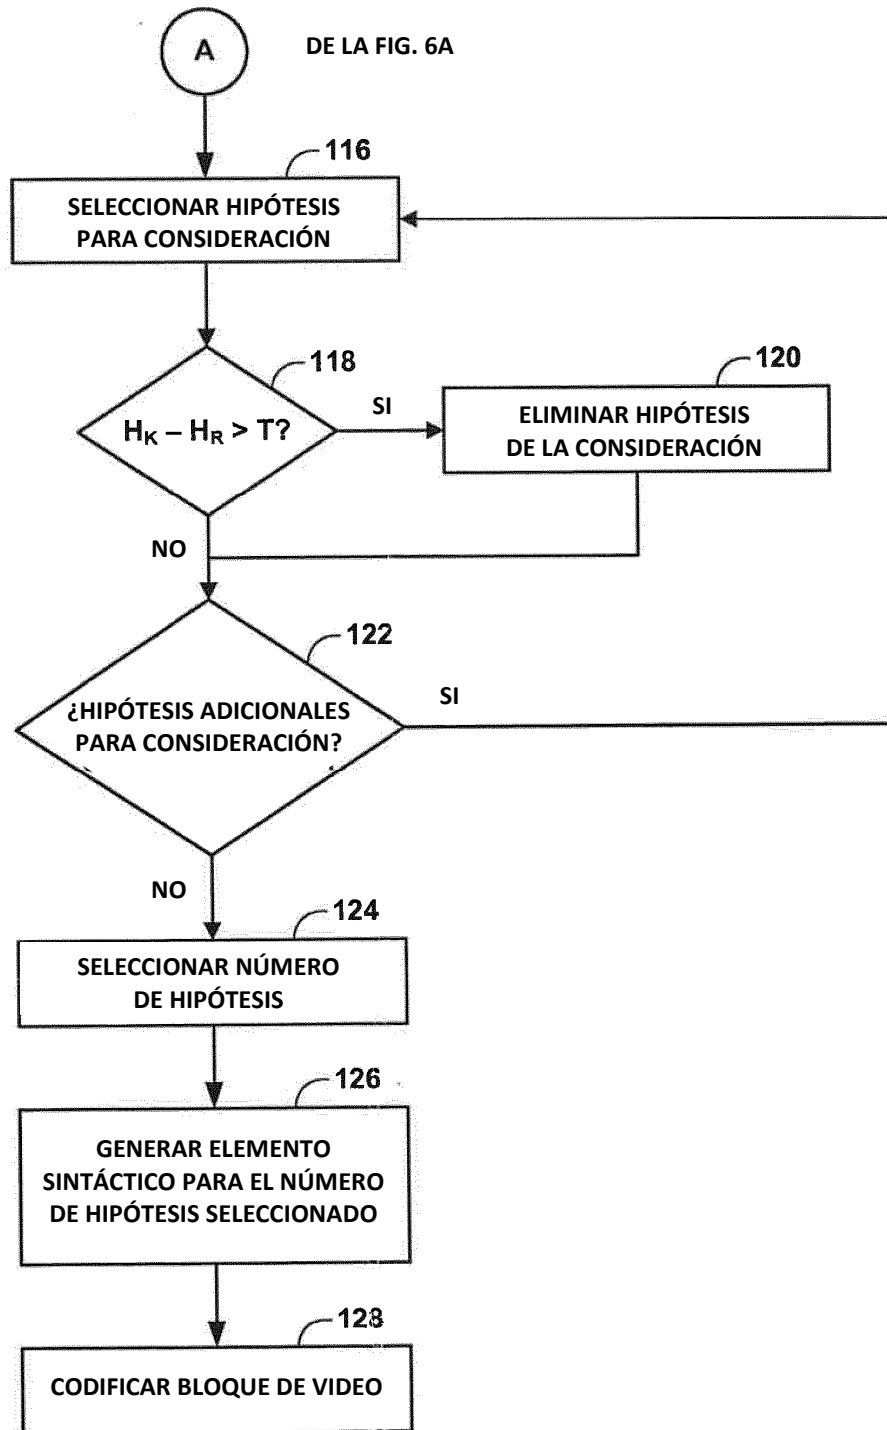 A
DE LA FIG. 6A
116
SELECCIONAR HIPÓTESIS
PARA CONSIDERACIÓN
118
H_K – H_R > T?
SI
120
ELIMINAR HIPÓTESIS
DE LA CONSIDERACIÓN
NO
122
¿HIPÓTESIS ADICIONALES
PARA CONSIDERACIÓN?
SI
NO
124
SELECCIONAR NÚMERO
DE HIPÓTESIS
126
GENERAR ELEMENTO
SINTÁCTICO PARA EL NÚMERO
DE HIPÓTESIS SELECCIONADO
128
CODIFICAR BLOQUE DE VIDEO